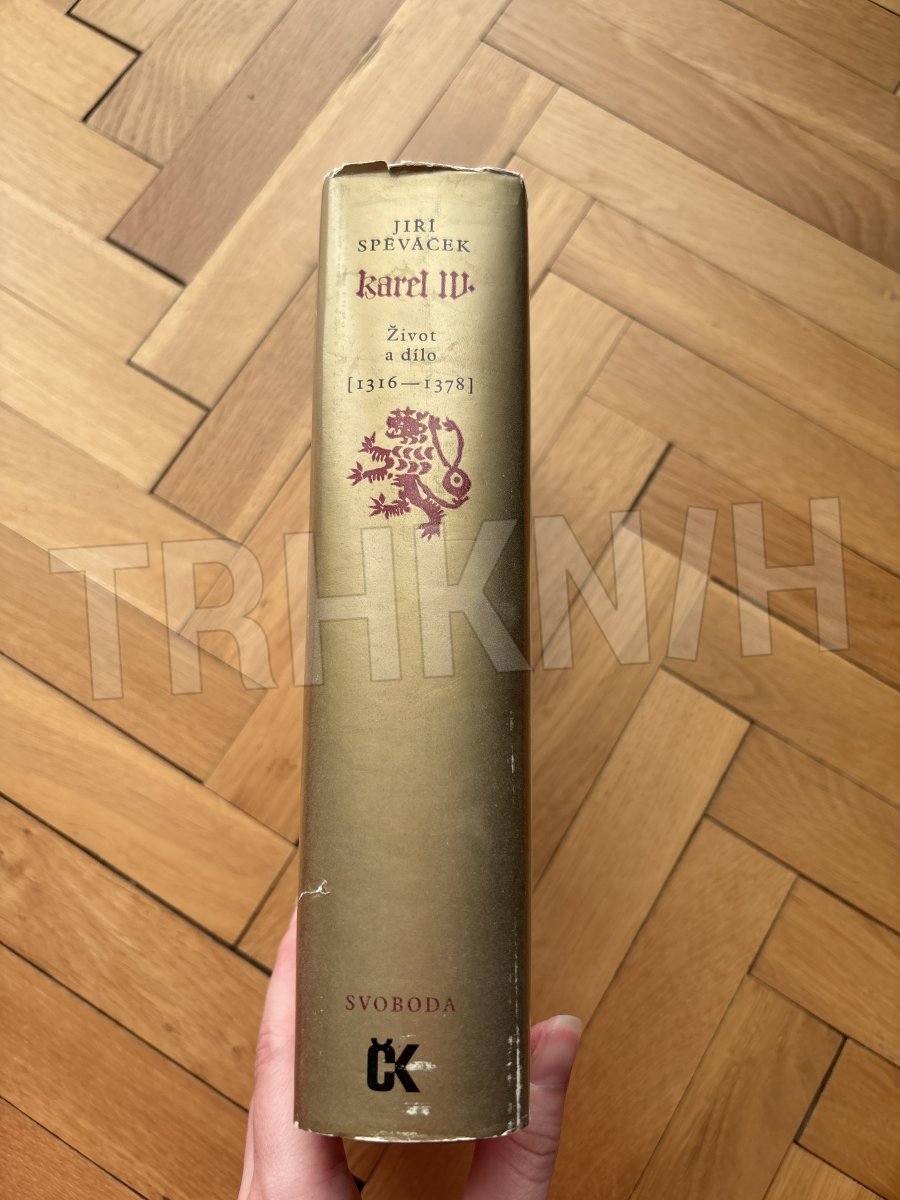 JIŘÍ
SPĚVÁČEK
karel IV.
Život
a dílo
[1316—1378]
TRHKNIH
SVOBODA
ČK